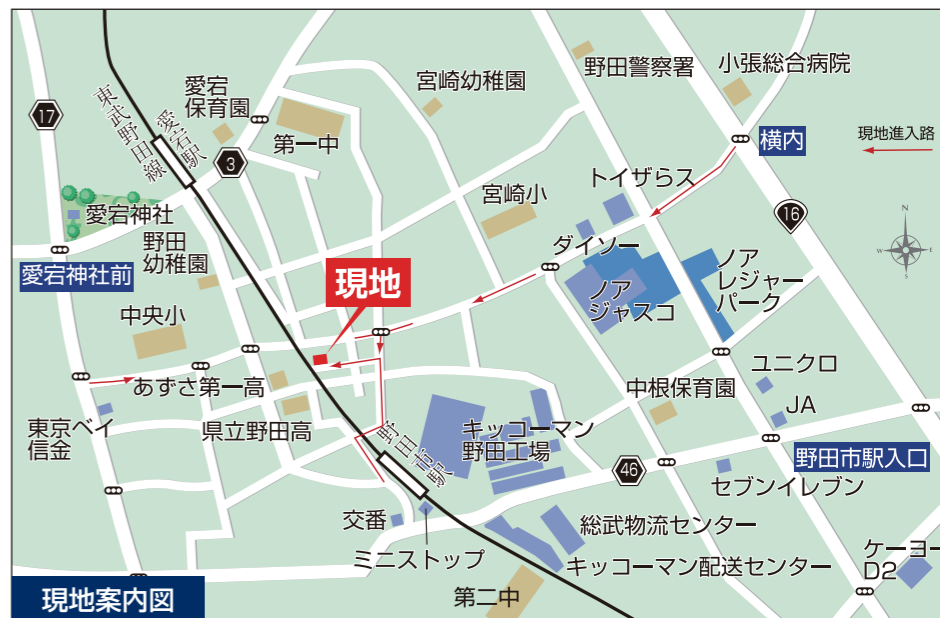 野田警察署
小張総合病院
宮崎幼稚園
愛宕
保育園
17
東武野田線
愛宕駅
第一中
3
横内
現地進入路
トイザらス
宮崎小
16
愛宕神社
N
W
E
S
ダイソー
ノア
レジャー
パーク
野田
幼稚園
愛宕神社前
現地
ノア
ジャスコ
中央小
ユニクロ
あずさ第一高
中根保育園
JA
東京ベイ
信金
県立野田高
キッコーマン
野田工場
野田市駅
46
野田市駅入口
セブンイレブン
交番
総武物流センター
ミニストップ
キッコーマン配送センター
ケーヨー
D2
第二中
現地案内図